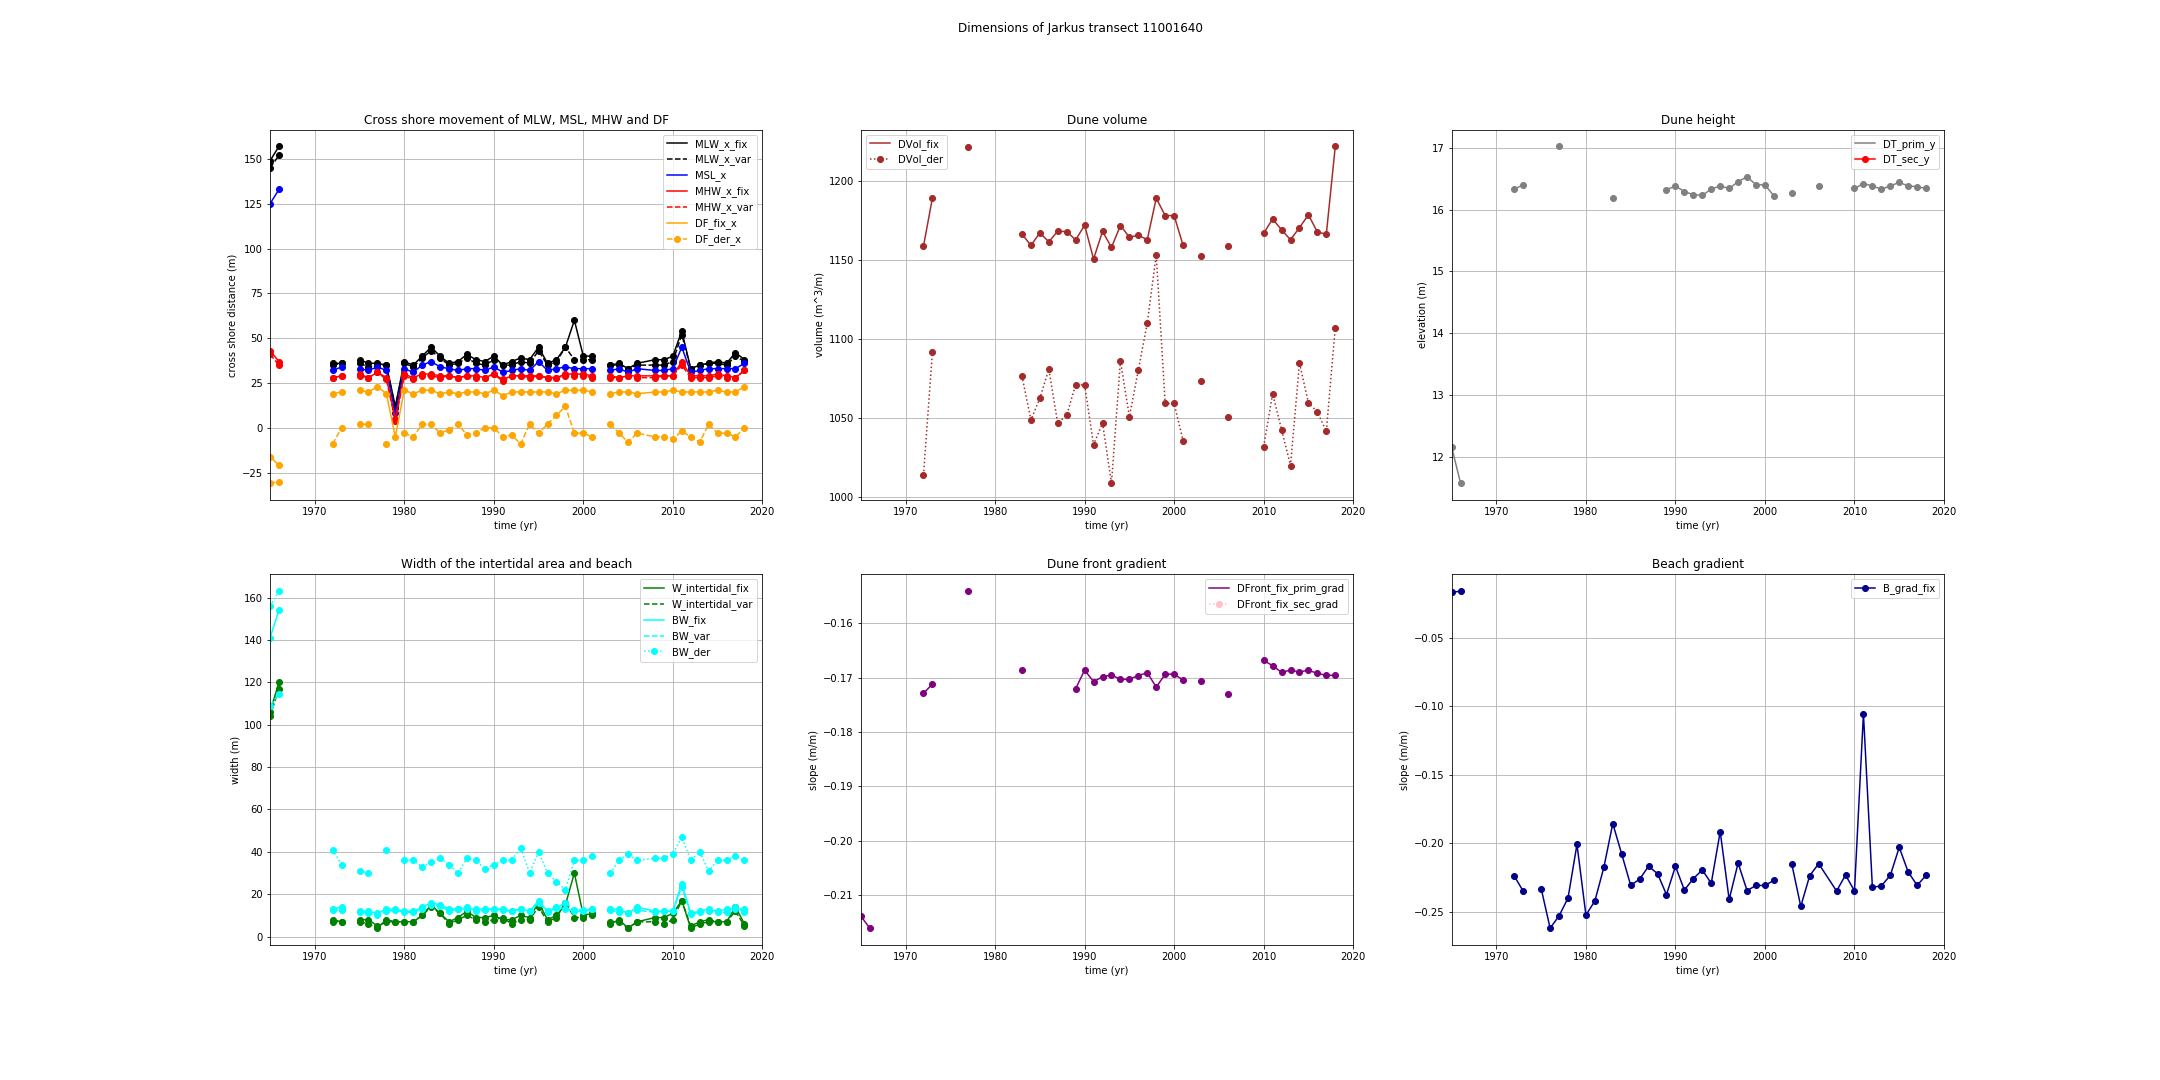 Dimensions of Jarkus transect 11001640
Cross shore movement of MLW, MSL, MHW and DF
cross shore distance (m)
150
125
100
75
50
25
0
−25
MLW_x_fix
MLW_x_var
MSL_x
MHW_x_fix
MHW_x_var
DF_fix_x
DF_der_x
1970 1980 1990 2000 2010 2020
time (yr)
Dune volume
volume (m^3/m)
1200
1150
1100
1050
1000
DVol_fix
DVol_der
1970 1980 1990 2000 2010 2020
time (yr)
Dune height
elevation (m)
17
16
15
14
13
12
DT_prim_y
DT_sec_y
1970 1980 1990 2000 2010 2020
time (yr)
Width of the intertidal area and beach
width (m)
160
140
120
100
80
60
40
20
0
W_intertidal_fix
W_intertidal_var
BW_fix
BW_var
BW_der
1970 1980 1990 2000 2010 2020
time (yr)
Dune front gradient
slope (m/m)
−0.16
−0.17
−0.18
−0.19
−0.20
−0.21
DFront_fix_prim_grad
DFront_fix_sec_grad
1970 1980 1990 2000 2010 2020
time (yr)
Beach gradient
slope (m/m)
−0.05
−0.10
−0.15
−0.20
−0.25
B_grad_fix
1970 1980 1990 2000 2010 2020
time (yr)